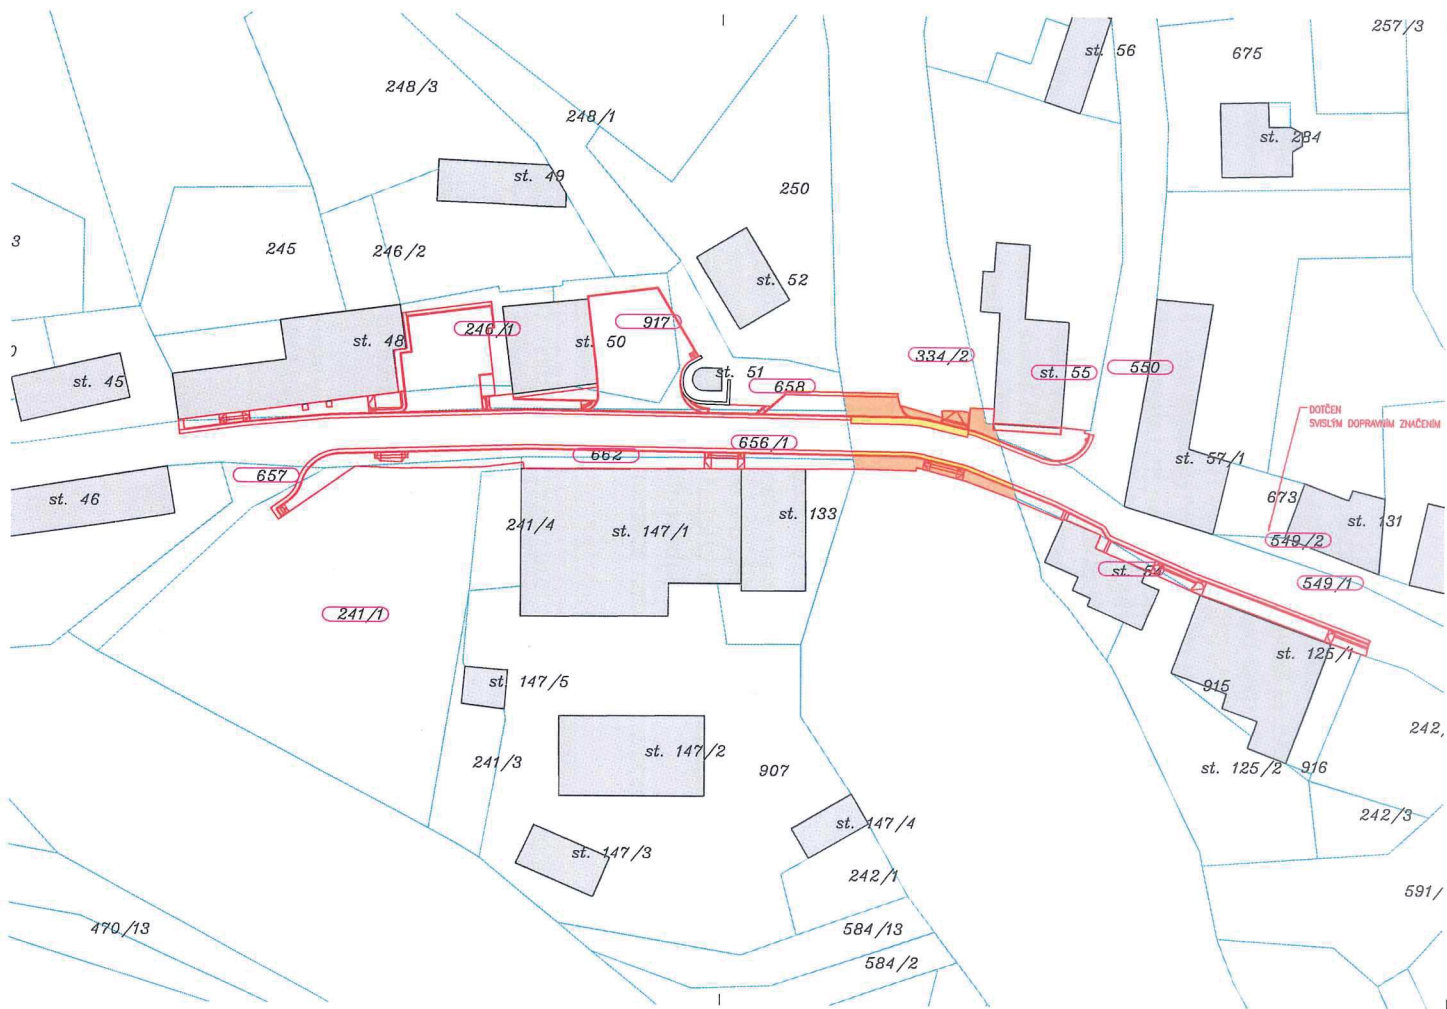 257/3
675
st. 56
248/3
248/1
st. 284
st. 49
250
3
245
246/2
st. 52
917
246/1
st. 48
st. 50
334/2
550
st. 55
st. 51
658
st. 45
DOTČEN
SVISLÝM DOPRAVNÍM ZNAČENÍM
656/1
662
st. 57/1
657
st. 46
673
st. 133
st. 131
241/4
st. 147/1
549/2
st. 54
549/1
241/1
st. 125/1
st. 147/5
915
242,
st. 147/2
241/3
907
st. 125/2
916
242/3
st. 147/4
st. 147/3
242/1
591/
470/13
584/13
584/2